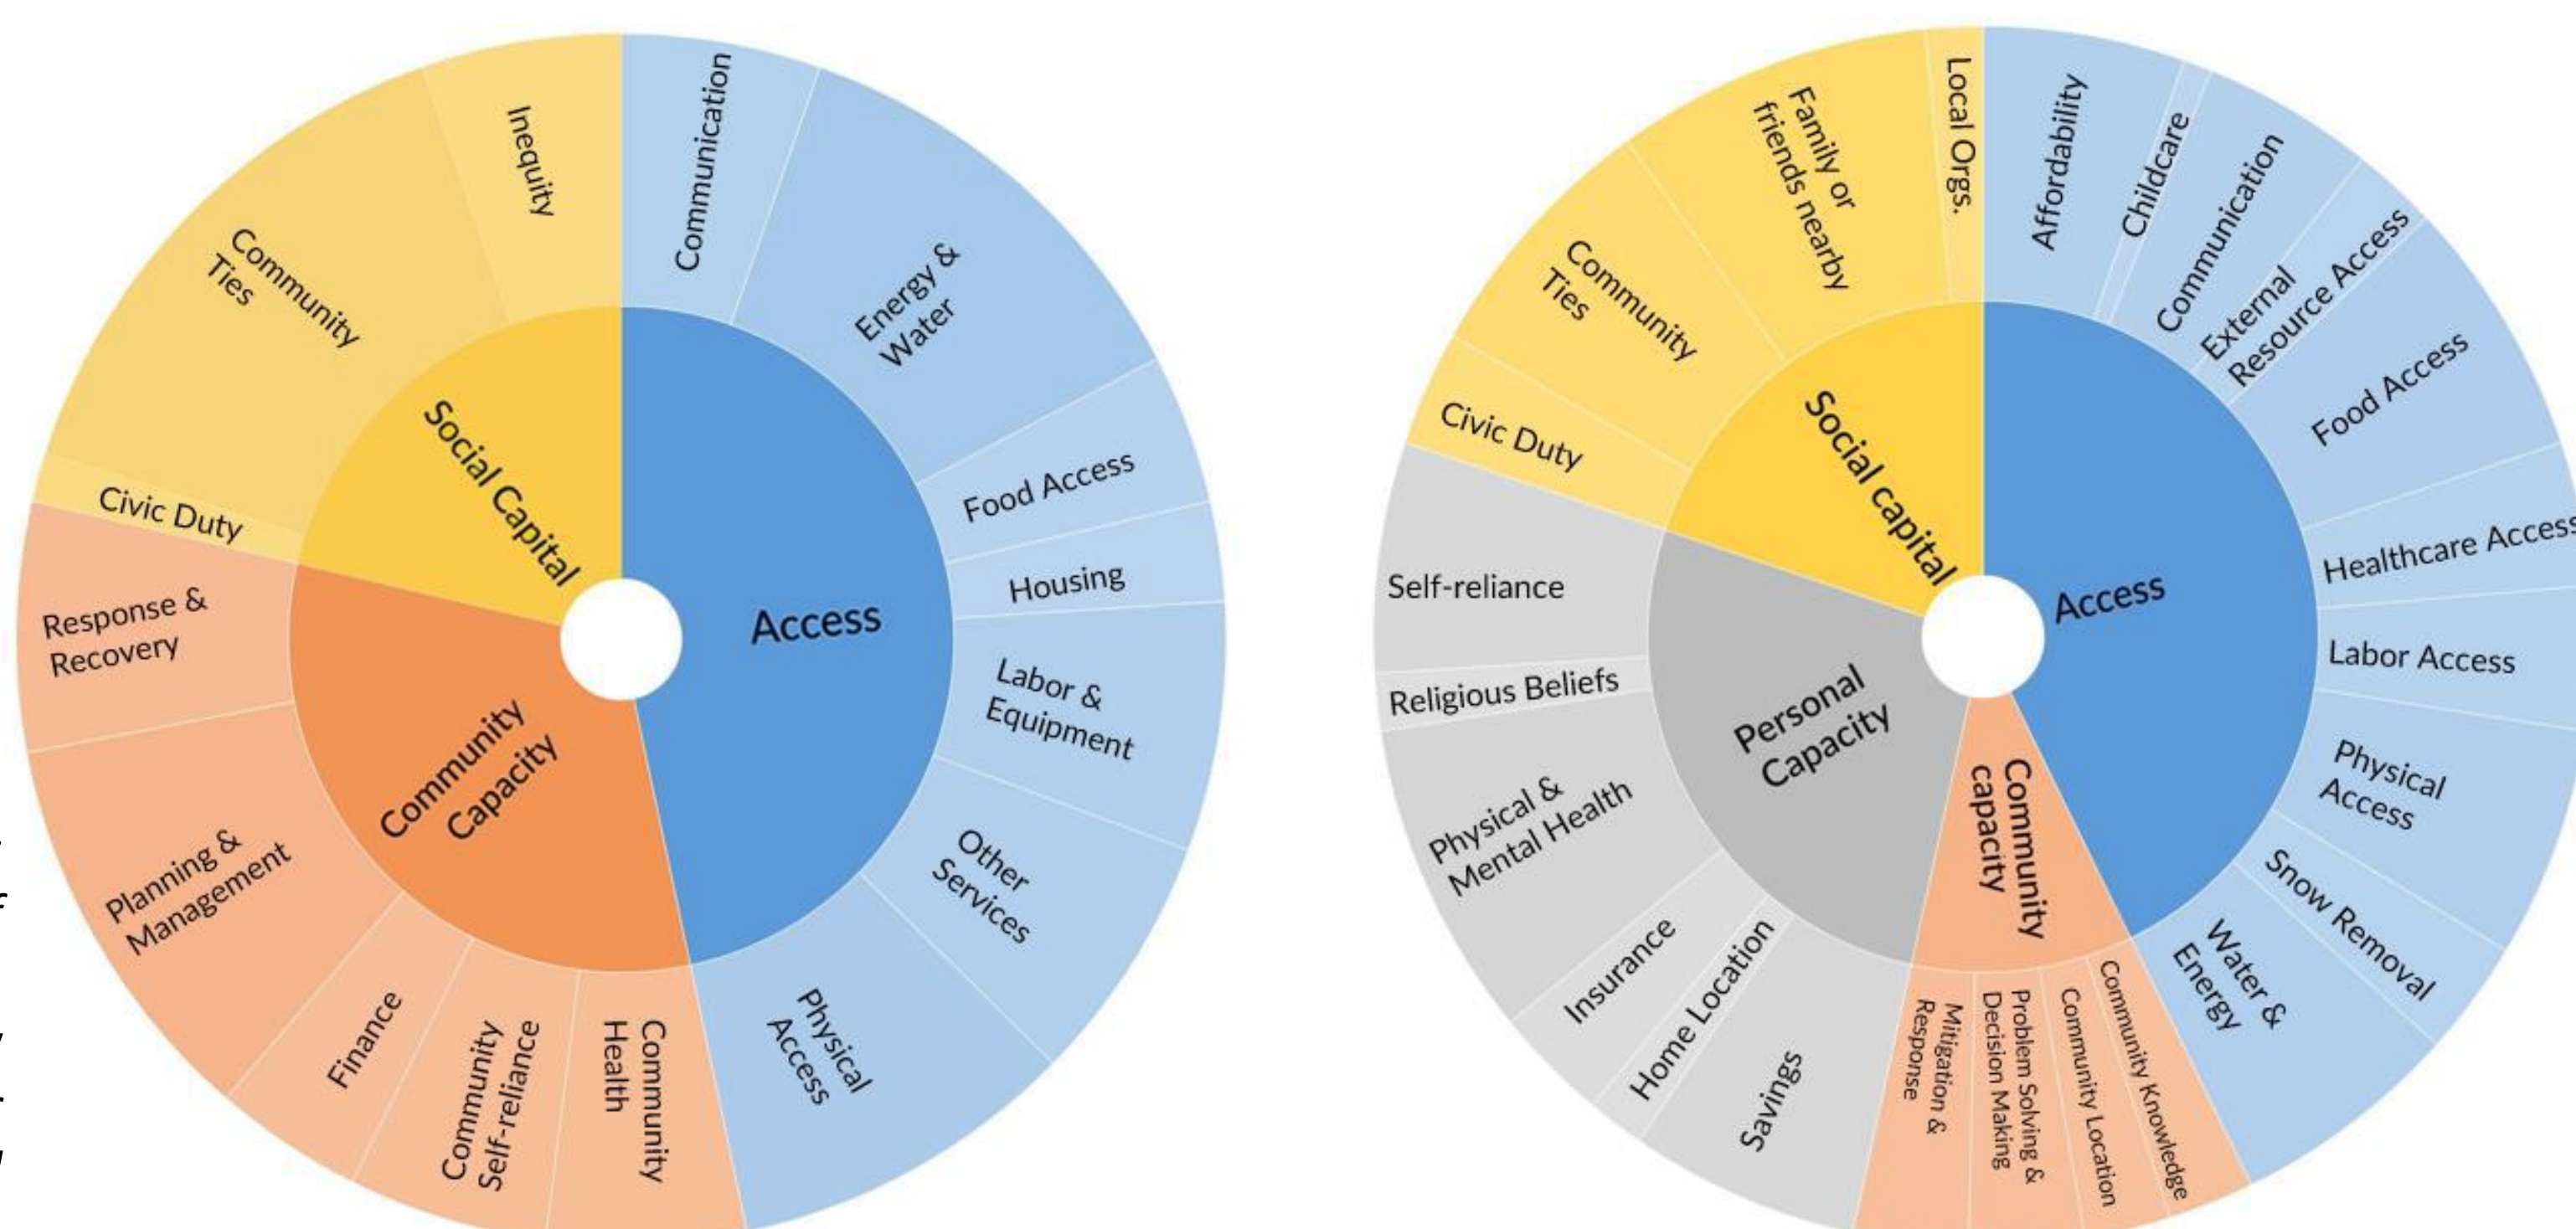 Communication
Energy &
Water
Food Access
Housing
Labor &
Equipment
Other
Services
Physical
Access
Community
Health
Community
Self-reliance
Finance
Planning &
Management
Response &
Recovery
Civic Duty
Community
Ties
Inequity
Access
Community
Capacity
Social Capital
Affordability
Childcare
Communication
External
Resource Access
Food Access
Healthcare Access
Labor Access
Physical
Access
Snow Removal
Water &
Energy
Community Knowledge
Community Location
Problem Solving &
Decision Making
Mitigation &
Response
Savings
Home Location
Insurance
Physical &
Mental Health
Religious Beliefs
Self-reliance
Civic Duty
Community
Ties
Family or
friends nearby
Local Orgs.
Access
Community
capacity
Personal
Capacity
Social capital